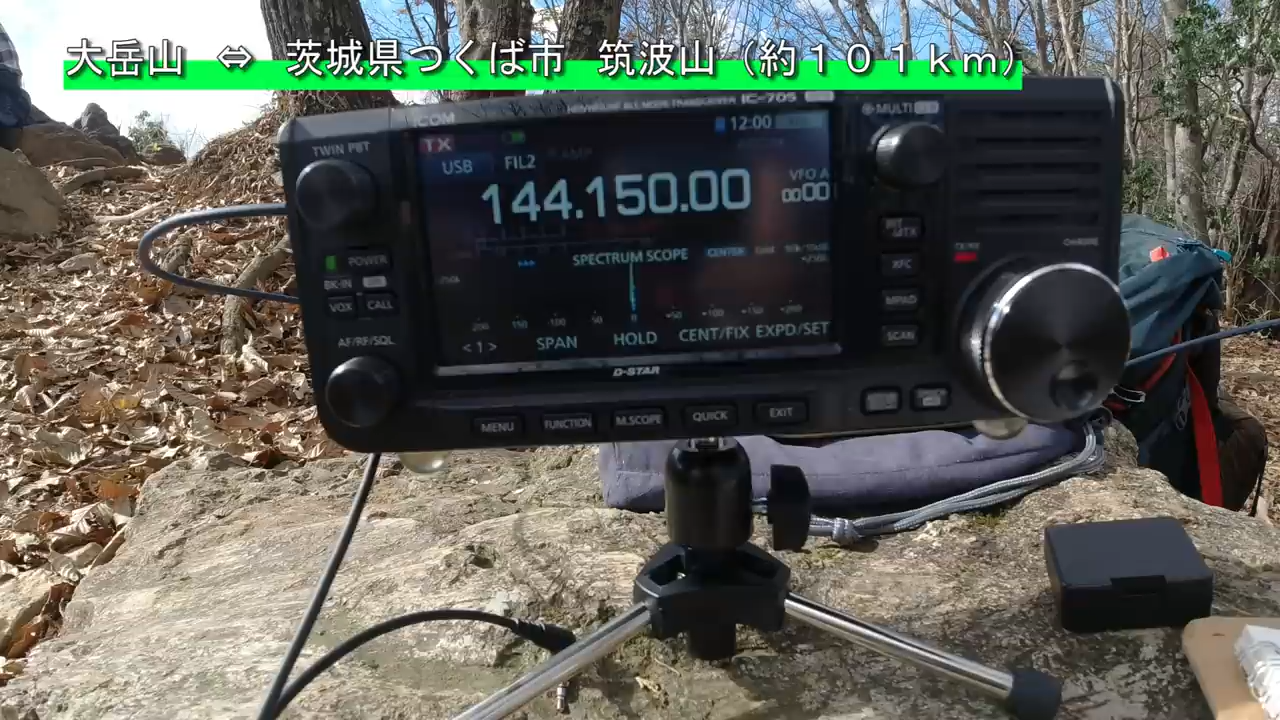 大岳山 ⇔ 茨城県つくば市 筑波山（約１０１ｋｍ）
ICOM
IC-705
TWIN PBT
MULTI
TX
12:00
USB FIL2
VFO A
144.150.00
00
POWER
BK-IN
VOX CALL
AF/RF/SQL
SPECTRUM SCOPE CENTER
XFC
MPAD
SCAN
<1> SPAN HOLD CENT/FIX EXPD/SET
D-STAR
MENU FUNCTION M.SCOPE QUICK EXIT